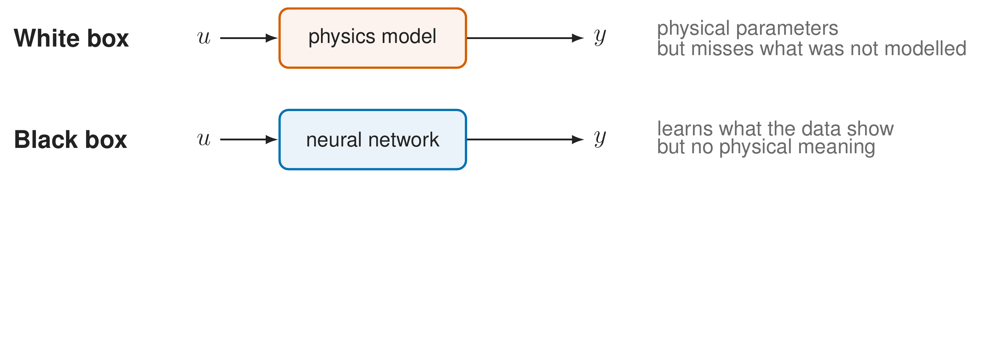 White box
u
physics model
y
physical parameters
but misses what was not modelled
Black box
u
neural network
y
learns what the data show
but no physical meaning